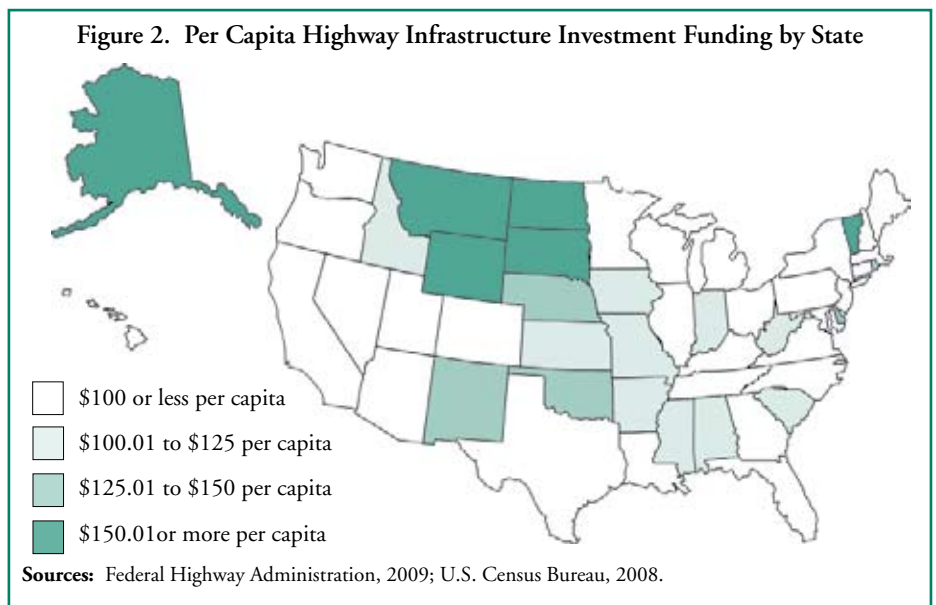 Figure 2. Per Capita Highway Infrastructure Investment Funding by State
$100 or less per capita
$100.01 to $125 per capita
$125.01 to $150 per capita
$150.01or more per capita
Sources: Federal Highway Administration, 2009; U.S. Census Bureau, 2008.